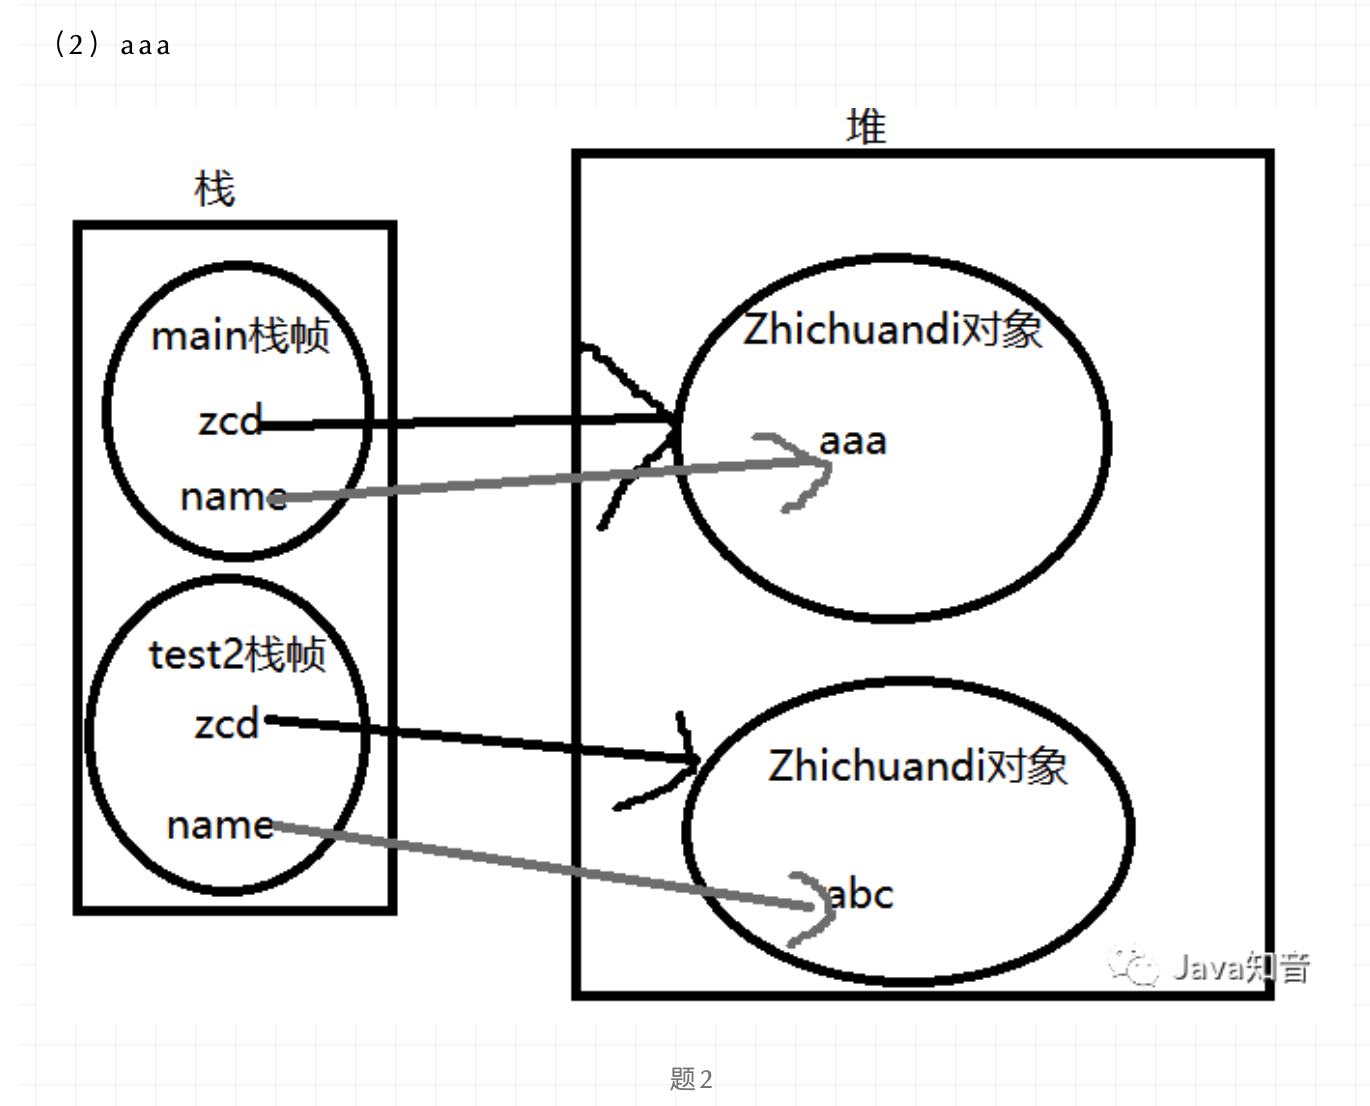 （2）aaa
堆
栈
main栈帧
zcd
name
Zhichuandi对象
aaa
test2栈帧
zcd
name
Zhichuandi对象
abc
Java知音
题2